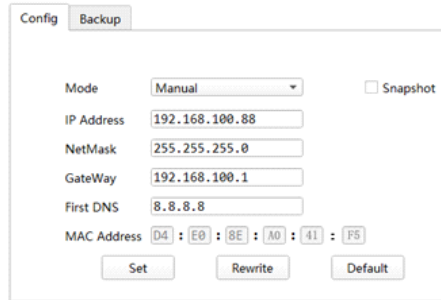 Config Backup
Mode Manual Snapshot
IP Address 192.168.100.88
NetMask 255.255.255.0
GateWay 192.168.100.1
First DNS 8.8.8.8
MAC Address D4 : E0 : 8E : A0 : 41 : F5
Set Rewrite Default